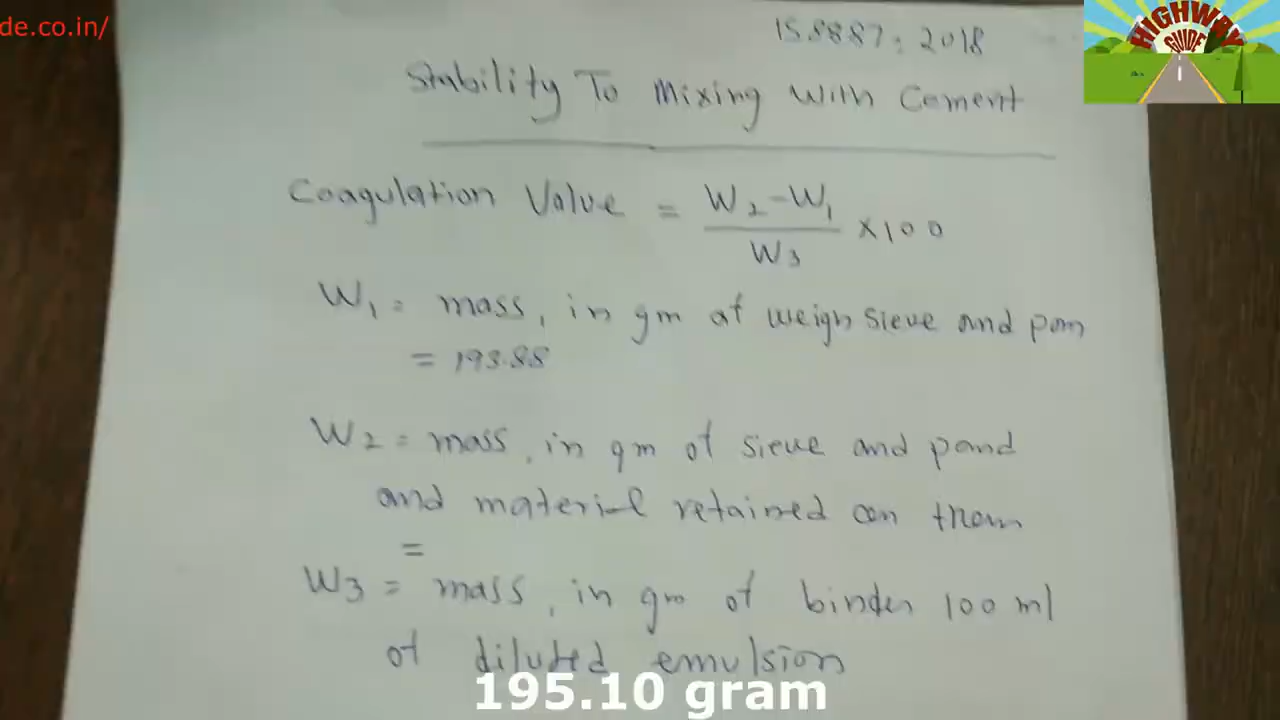 de.co.in/
HIGHWAY
GUIDE
IS.8887: 2018
Stability To Mixing With Cement
Coagulation Value = W2-W1 / W3 ×100
W1 = mass, in gm of weigh sieve and pan
= 193.88
W2 = mass, in gm of sieve and pand
and material retained on them
=
W3 = mass, in gm of binder 100 ml
of diluted emulsion
195.10 gram